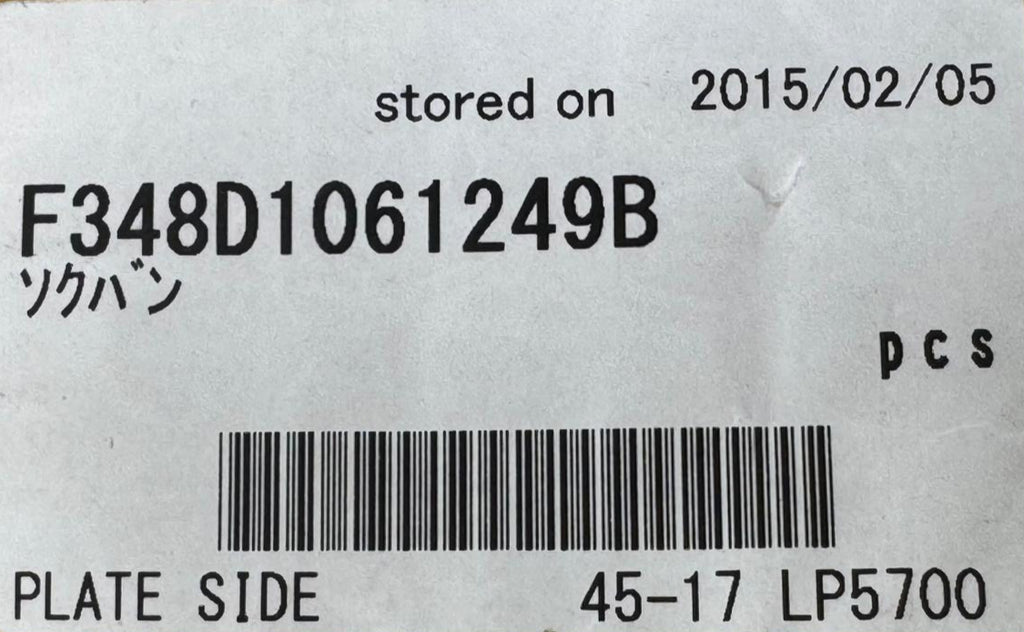 stored on 2015/02/05
F348D1061249B
ソクバン
pcs
PLATE SIDE 45-17 LP5700